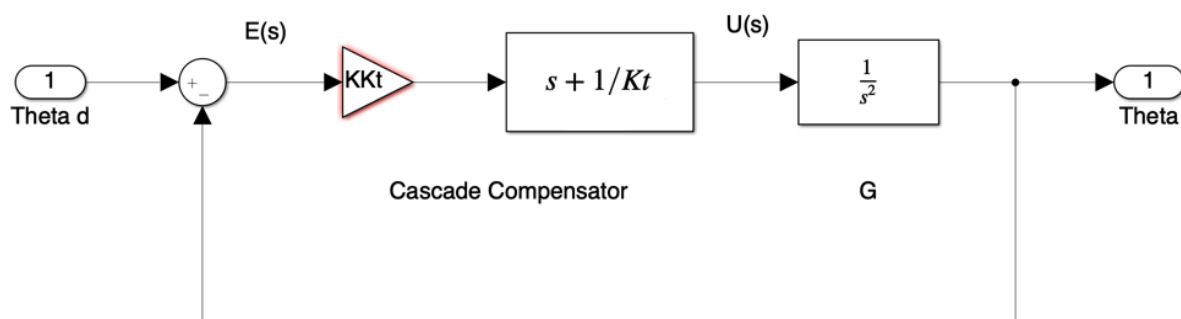 E(s)
U(s)
1
+
−
KKt
s + 1/Kt
1
s²
1
Theta d
Theta
Cascade Compensator
G